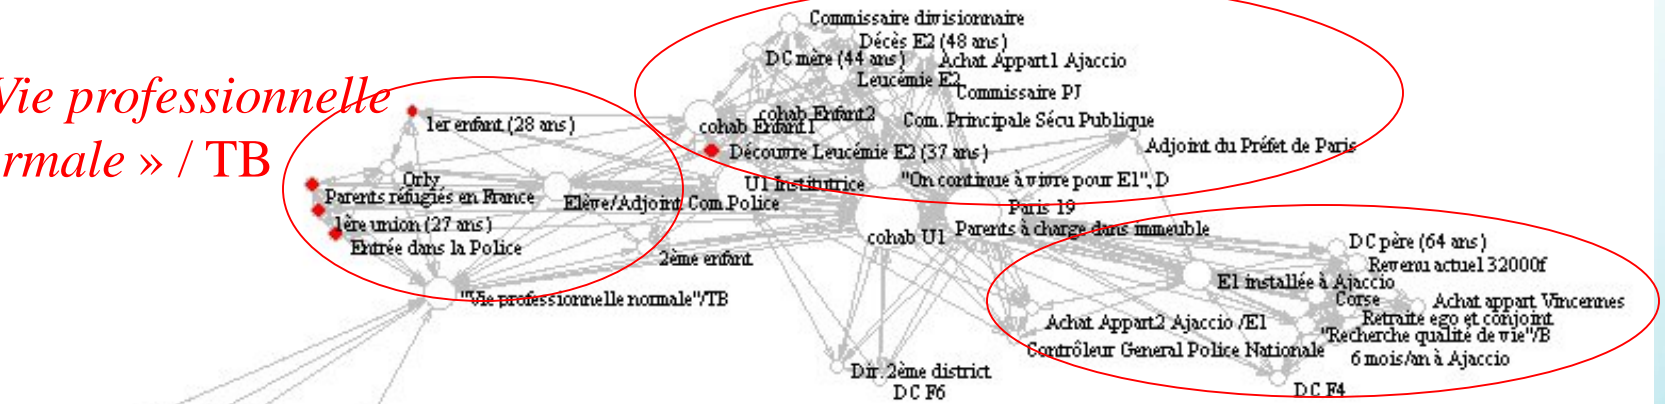 Vie professionnelle
rmale » / TB
Commissaire divisionnaire
Décès E2 (48 ans)
DC mère (44 ans)
Achat Appart1 Ajaccio
Leucémie E2
Commissaire PJ
cohab Enfant2
cohab Enfant1
Com. Principale Sécu Publique
1er enfant (28 ans)
Adjoint du Préfet de Paris
Découvre Leucémie E2 (37 ans)
Orly
U1 Institutrice
"On continue à vivre pour E1", D
Parents réfugiés en France
Elève/Adjoint Com.Police
Paris 19
1ère union (27 ans)
Parents à charge dans immeuble
cohab U1
Entrée dans la Police
DC père (64 ans)
2ème enfant
Revenu actuel 32000f
E1 installée à Ajaccio
"Vie professionnelle normale"/TB
Corse
Achat appart Vincennes
Achat Appart2 Ajaccio /E1
Retraite ego et conjoint
"Recherche qualité de vie"/B
Contrôleur General Police Nationale
6 mois/an à Ajaccio
Dir. 2ème district
DC F6
DC F4